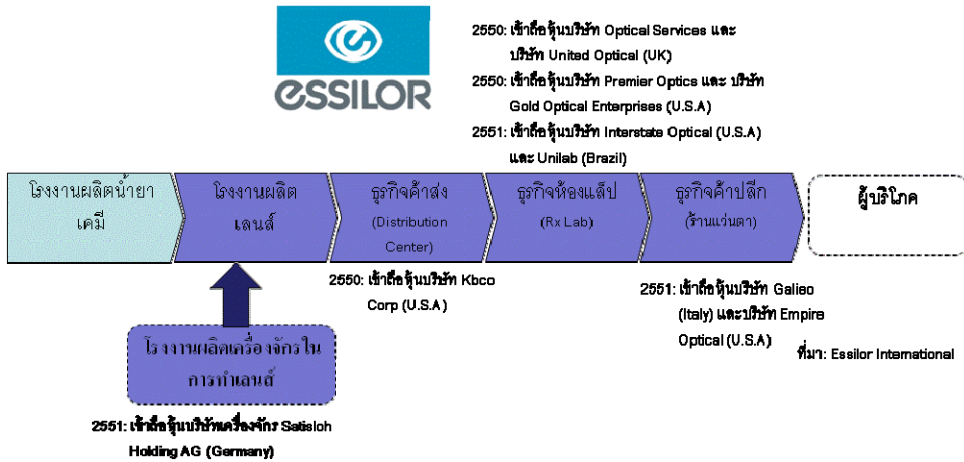 essilor
2550: เข้าถือหุ้นบริษัท Optical Services และ
บริษัท United Optical (UK)
2550: เข้าถือหุ้นบริษัท Premier Optics และ บริษัท
Gold Optical Enterprises (U.S.A)
2551: เข้าถือหุ้นบริษัท Interstate Optical (U.S.A)
และ Unilab (Brazil)
โรงงานผลิตน้ำยา
เคมี
โรงงานผลิต
เลนส์
ธุรกิจค้าส่ง
(Distribution
Center)
ธุรกิจห้องแล็ป
(Rx Lab)
ธุรกิจค้าปลีก
(ร้านแว่นตา)
ผู้บริโภค
2550: เข้าถือหุ้นบริษัท Kbco
Corp (U.S.A)
2551: เข้าถือหุ้นบริษัท Galieo
(Italy) และบริษัท Empire
Optical (U.S.A)
ที่มา: Essilor International
โรงงานผลิตเครื่องจักรใน
การทำเลนส์
2551: เข้าถือหุ้นบริษัทเครื่องจักร Satisloh
Holding AG (Germany)